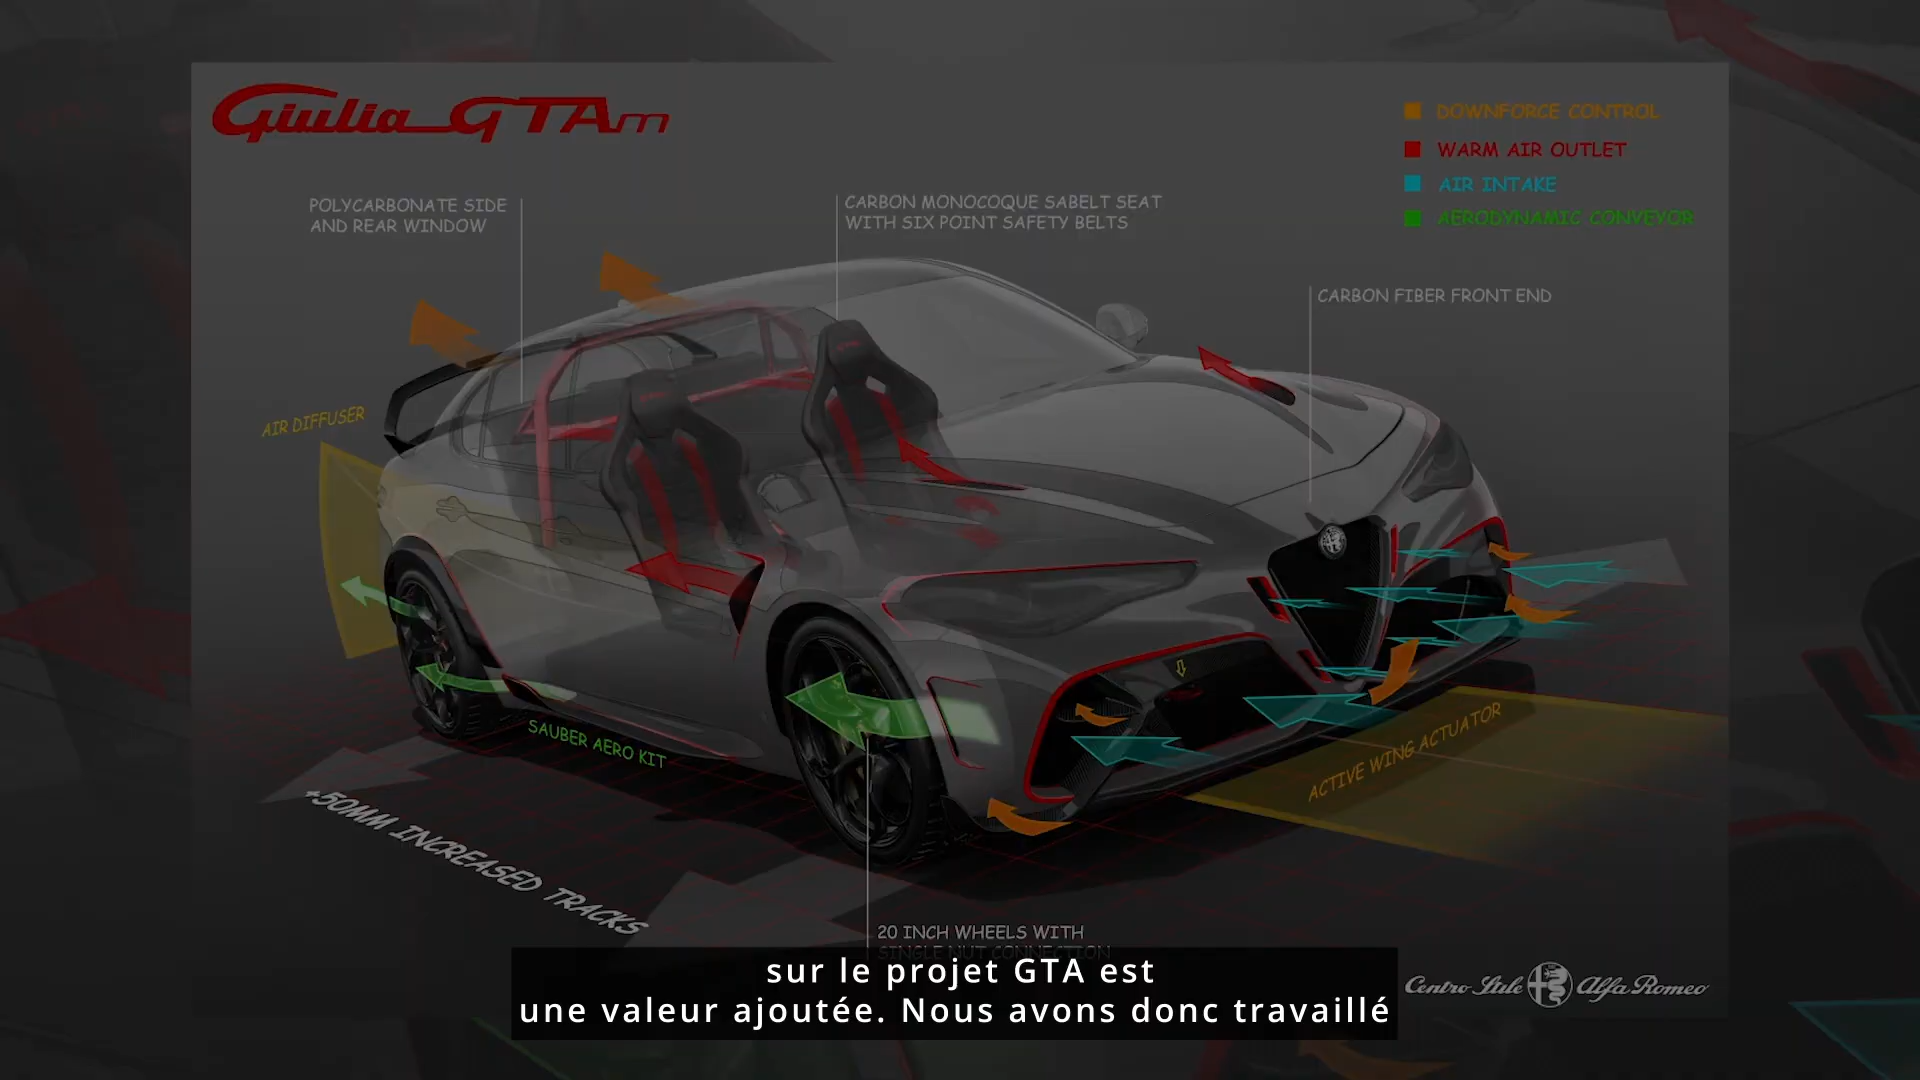 Giulia GTAm
DOWNFORCE CONTROL
WARM AIR OUTLET
AIR INTAKE
AERODYNAMIC CONVEYOR
POLYCARBONATE SIDE
AND REAR WINDOW
CARBON MONOCOQUE SABELT SEAT
WITH SIX POINT SAFETY BELTS
CARBON FIBER FRONT END
AIR DIFFUSER
SAUBER AERO KIT
ACTIVE WING ACTUATOR
+50MM INCREASED TRACKS
20 INCH WHEELS WITH
SINGLE NUT CONNECTION
sur le projet GTA est
une valeur ajoutée. Nous avons donc travaillé
Centro Stile Alfa Romeo